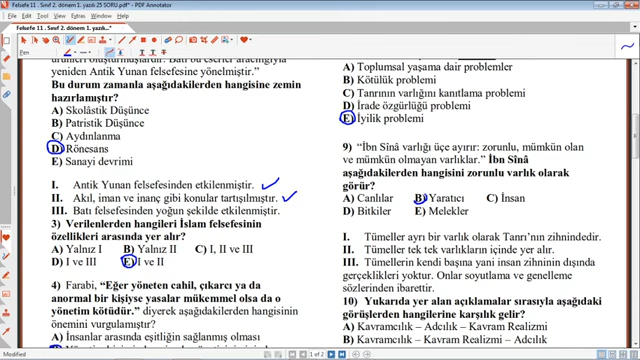 Felsefe 11 . Sınıf 2. dönem 1. yazılı 25 SORU.pdf* — PDF Annotator
File Edit Tool View Document Extras Window Help
Felsefe 11 . Sınıf 2. dönem 1. yazılı...*
Pen
yeniden Antik Yunan felsefesine yönelmiştir.
Bu durum zamanla aşağıdakilerden hangisine zemin
hazırlamıştır?
A) Skolâstik Düşünce
B) Patristik Düşünce
C) Aydınlanma
D) Rönesans
E) Sanayi devrimi
I. Antik Yunan felsefesinden etkilenmiştir.
II. Akıl, iman ve inanç gibi konular tartışılmıştır.
III. Batı felsefesinden yoğun şekilde etkilenmiştir.
3) Verilenlerden hangileri İslam felsefesinin
özellikleri arasında yer alır?
A) Yalnız I B) Yalnız II C) I, II ve III
D) I ve III E) I ve II
4) Farabi, "Eğer yöneten cahil, çıkarcı ya da
anormal bir kişiyse yasalar mükemmel olsa da o
yönetim kötüdür." diyerek aşağıdakilerden hangisinin
önemini vurgulamıştır?
A) İnsanlar arasında eşitliğin sağlanmış olması
A) Toplumsal yaşama dair problemler
B) Kötülük problemi
C) Tanrının varlığını kanıtlama problemi
D) İrade özgürlüğü problemi
E) İyilik problemi
9) "İbn Sînâ varlığı üçe ayırır: zorunlu, mümkün olan
ve mümkün olmayan varlıklar." İbn Sînâ
aşağıdakilerden hangisini zorunlu varlık olarak
görür?
A) Canlılar B) Yaratıcı C) İnsan
D) Bitkiler E) Melekler
I. Tümeller ayrı bir varlık olarak Tanrı'nın zihnindedir.
II. Tümeller tek tek varlıkların içinde yer alır.
III. Tümellerin kendi başına yani insan zihninin dışında
gerçeklikleri yoktur. Onlar soyutlama ve genelleme
sözlerinden ibarettir.
10) Yukarıda yer alan açıklamalar sırasıyla aşağıdaki
görüşlerden hangilerine karşılık gelir?
A) Kavramcılık - Adcılık - Kavram Realizmi
B) Kavramcılık - Kavram Realizmi - Adcılık
1 of 2